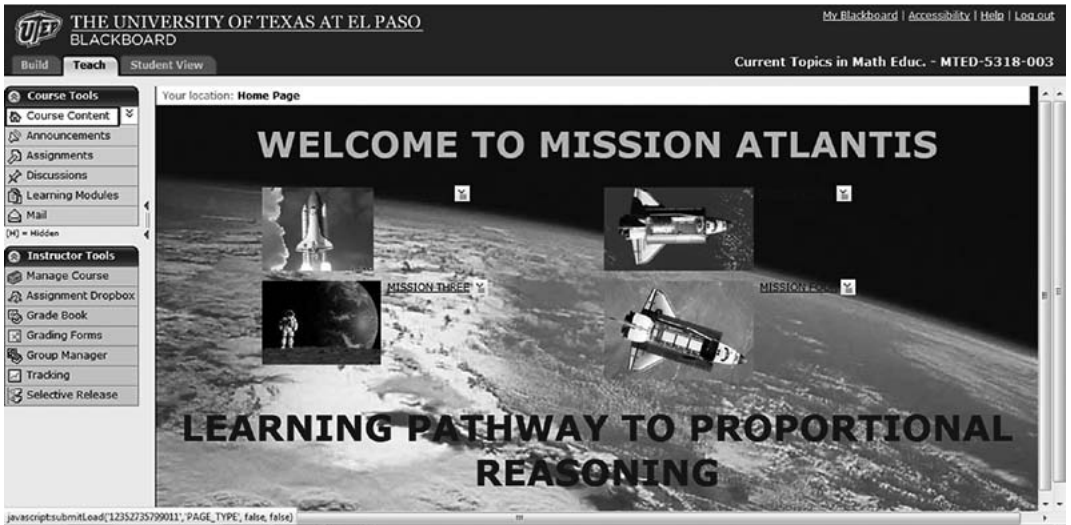 UTEP
THE UNIVERSITY OF TEXAS AT EL PASO
BLACKBOARD
My Blackboard | Accessibility | Help | Log out
Build Teach Student View
Current Topics in Math Educ. - MTED-5318-003
Course Tools
Course Content
Announcements
Assignments
Discussions
Learning Modules
Mail
(H) = Hidden
Instructor Tools
Manage Course
Assignment Dropbox
Grade Book
Grading Forms
Group Manager
Tracking
Selective Release
Your location: Home Page
WELCOME TO MISSION ATLANTIS
MISSION THREE
MISSION FOUR
LEARNING PATHWAY TO PROPORTIONAL
REASONING
javascript:submitLoad('12352735799011','PAGE_TYPE', false, false)